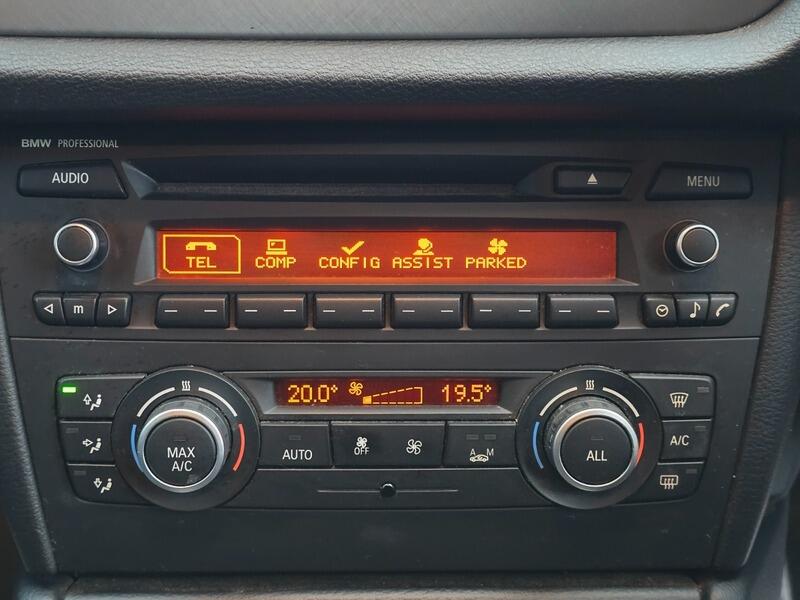 BMW PROFESSIONAL
AUDIO
MENU
TEL COMP CONFIG ASSIST PARKED
m
20.0° 19.5°
MAX
A/C
AUTO
OFF
A M
ALL
A/C